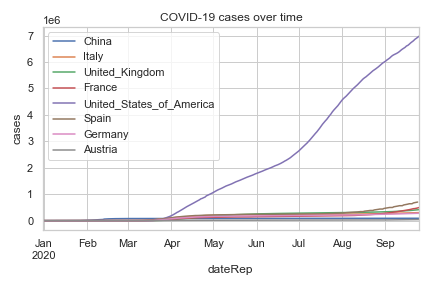 COVID-19 cases over time
1e6
7
6
5
4
3
2
1
0
cases
China
Italy
United_Kingdom
France
United_States_of_America
Spain
Germany
Austria
Jan Feb Mar Apr May Jun Jul Aug Sep
2020
dateRep